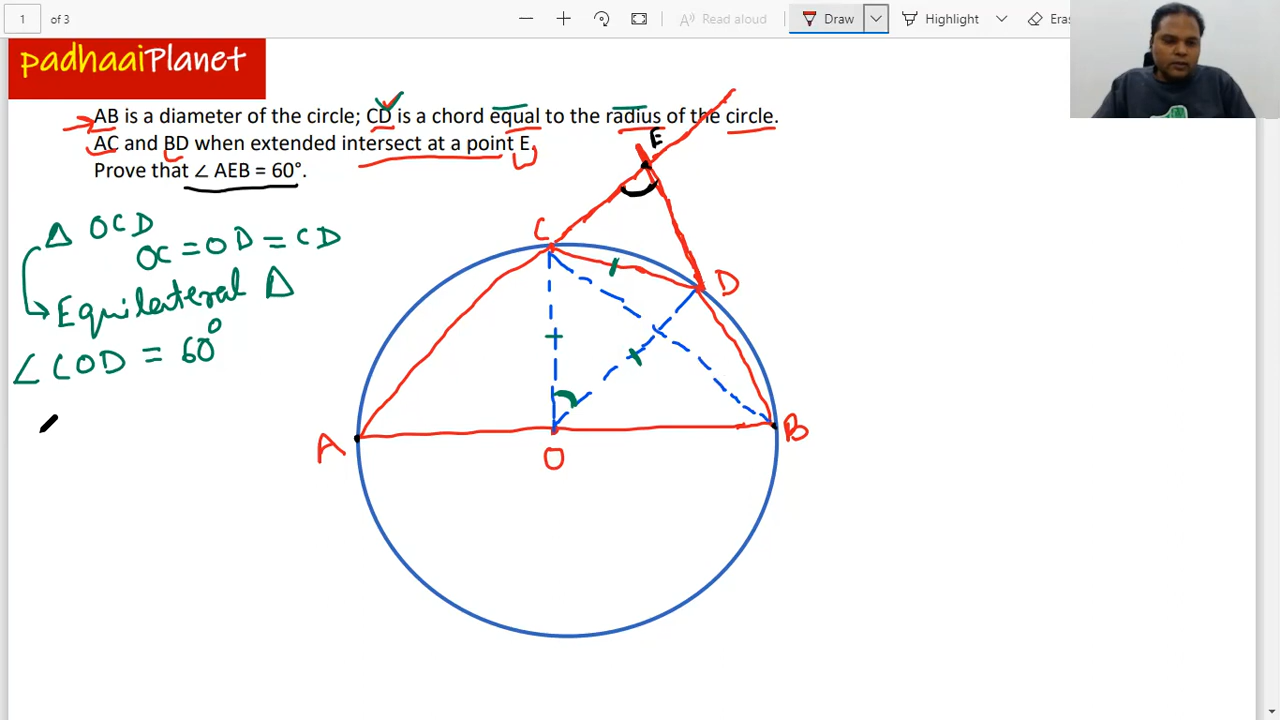 1 of 3
Read aloud
Draw
Highlight
Eras
padhaaiPlanet
AB is a diameter of the circle; CD is a chord equal to the radius of the circle.
AC and BD when extended intersect at a point E.
Prove that ∠ AEB = 60°.
Δ OCD
OC = OD = CD
Equilateral Δ
∠ COD = 60°
E
C
D
A
B
O